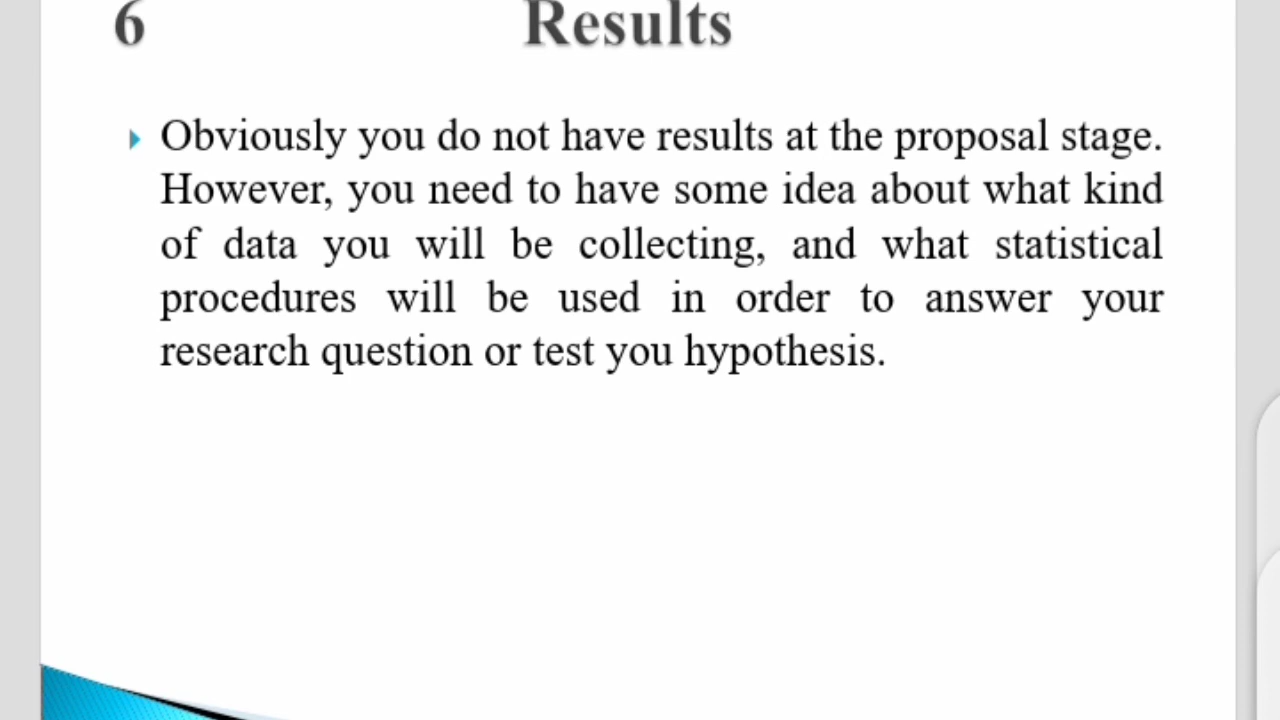 6 Results
Obviously you do not have results at the proposal stage.
However, you need to have some idea about what kind
of data you will be collecting, and what statistical
procedures will be used in order to answer your
research question or test you hypothesis.